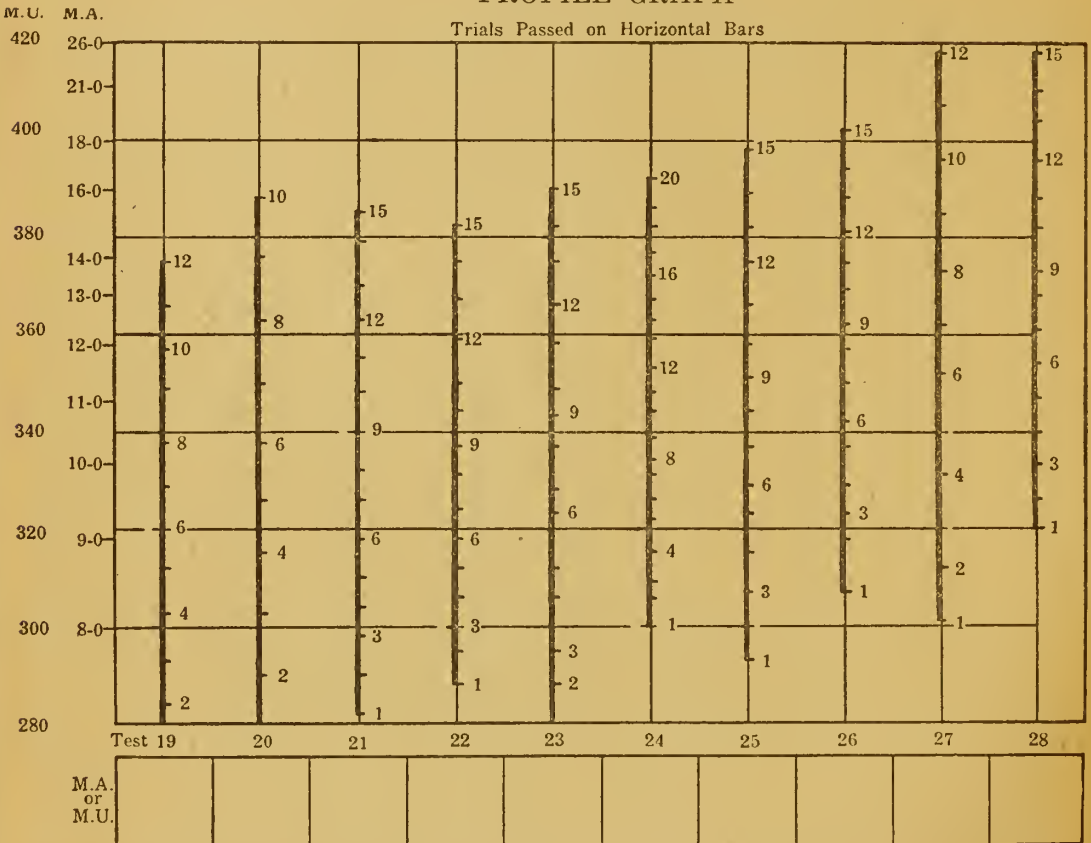 PROFILE GRAPH
M.U. M.A.
Trials Passed on Horizontal Bars
420 26-0
12 15
21-0
400 15
18-0
15
10 12
20
16-0 15
10
15
15
380 12
14-0 12 12
16 8 9
13-0
12
8 12 9
360
12
12-0 10
6
12
9 6
11-0
9
6
340 9
8 6 9
10-0 8 3
4
6
6 3
320 6 1
9-0 6 6
4 4
2
3 1
4
300 8-0 3 1 1
3
3
1
2
1 2
2
1
280
Test 19 20 21 22 23 24 25 26 27 28
M.A.
or
M.U.